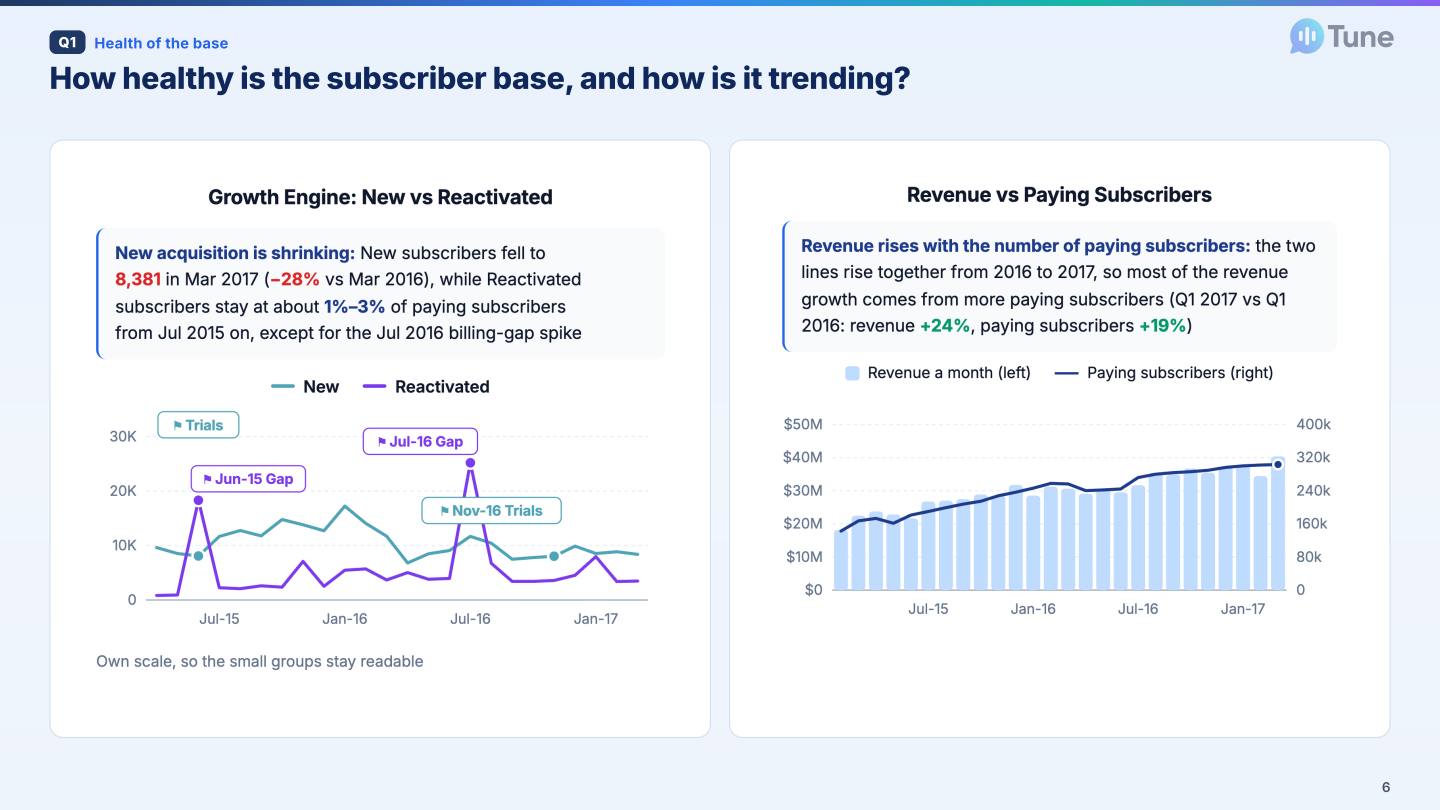 Q1 Health of the base
Tune
How healthy is the subscriber base, and how is it trending?
Growth Engine: New vs Reactivated
New acquisition is shrinking: New subscribers fell to
8,381 in Mar 2017 (−28% vs Mar 2016), while Reactivated
subscribers stay at about 1%–3% of paying subscribers
from Jul 2015 on, except for the Jul 2016 billing-gap spike
New Reactivated
Trials
Jul-16 Gap
Jun-15 Gap
Nov-16 Trials
30K
20K
10K
0
Jul-15 Jan-16 Jul-16 Jan-17
Own scale, so the small groups stay readable
Revenue vs Paying Subscribers
Revenue rises with the number of paying subscribers: the two
lines rise together from 2016 to 2017, so most of the revenue
growth comes from more paying subscribers (Q1 2017 vs Q1
2016: revenue +24%, paying subscribers +19%)
Revenue a month (left) Paying subscribers (right)
$50M 400k
$40M 320k
$30M 240k
$20M 160k
$10M 80k
$0 0
Jul-15 Jan-16 Jul-16 Jan-17
6